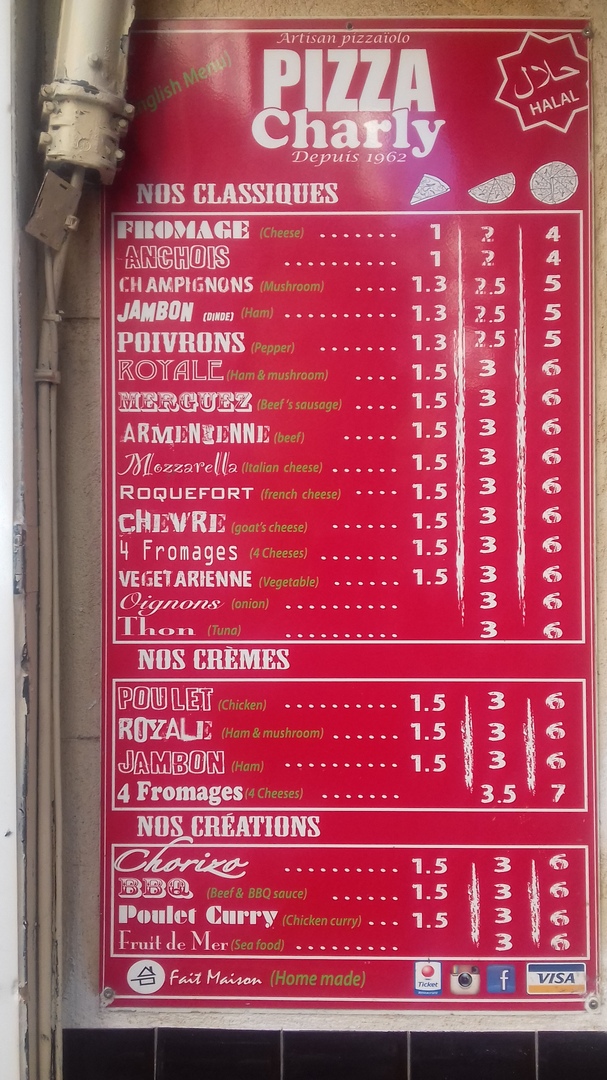 Artisan pizzaïolo
English Menu)
PIZZA
Charly
Depuis 1962
حلال
HALAL
NOS CLASSIQUES
FROMAGE (Cheese) ........ 1 2 4
ANCHOIS ............ 1 2 4
CHAMPIGNONS (Mushroom) ..... 1.3 2.5 5
JAMBON (DINDE) (Ham) ............ 1.3 2.5 5
POIVRONS (Pepper) ..... 1.3 2.5 5
ROYALE (Ham & mushroom) .... 1.5 3 6
MERGUEZ (Beef's sausage) .... 1.5 3 6
ARMENIENNE (beef) ...... 1.5 3 6
Mozzarella (Italian cheese) ....... 1.5 3 6
ROQUEFORT (french cheese) .... 1.5 3 6
CHEVRE (goat's cheese) ....... 1.5 3 6
4 Fromages (4 Cheeses) ....... 1.5 3 6
VEGETARIENNE (Vegetable) ....... 1.5 3 6
Oignons (onion) ............ 3 6
Thon (Tuna) ............ 3 6
NOS CRÈMES
POULET (Chicken) ............ 1.5 3 6
ROYALE (Ham & mushroom) ....... 1.5 3 6
JAMBON (Ham) ............ 1.5 3 6
4 Fromages (4 Cheeses) ........ 3.5 7
NOS CRÉATIONS
Chorizo ............ 1.5 3 6
BBQ (Beef & BBQ sauce) ..... 1.5 3 6
Poulet Curry (Chicken curry) ..... 1.5 3 6
Fruit de Mer (Sea food) ........... 3 6
Fait Maison (Home made)
Ticket
f
VISA